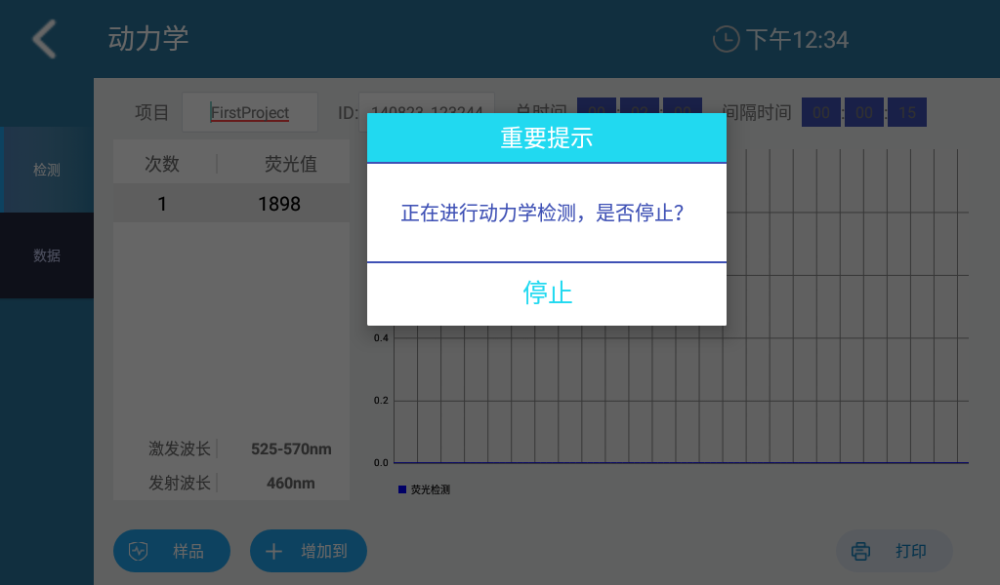 动力学
下午12:34
项目 FirstProject ID: 总时间 间隔时间 00 : 00 : 15
检测
数据
次数 荧光值
1 1898
重要提示
正在进行动力学检测，是否停止？
停止
0.4
0.2
0.0
荧光检测
激发波长 525-570nm
发射波长 460nm
样品
增加到
打印